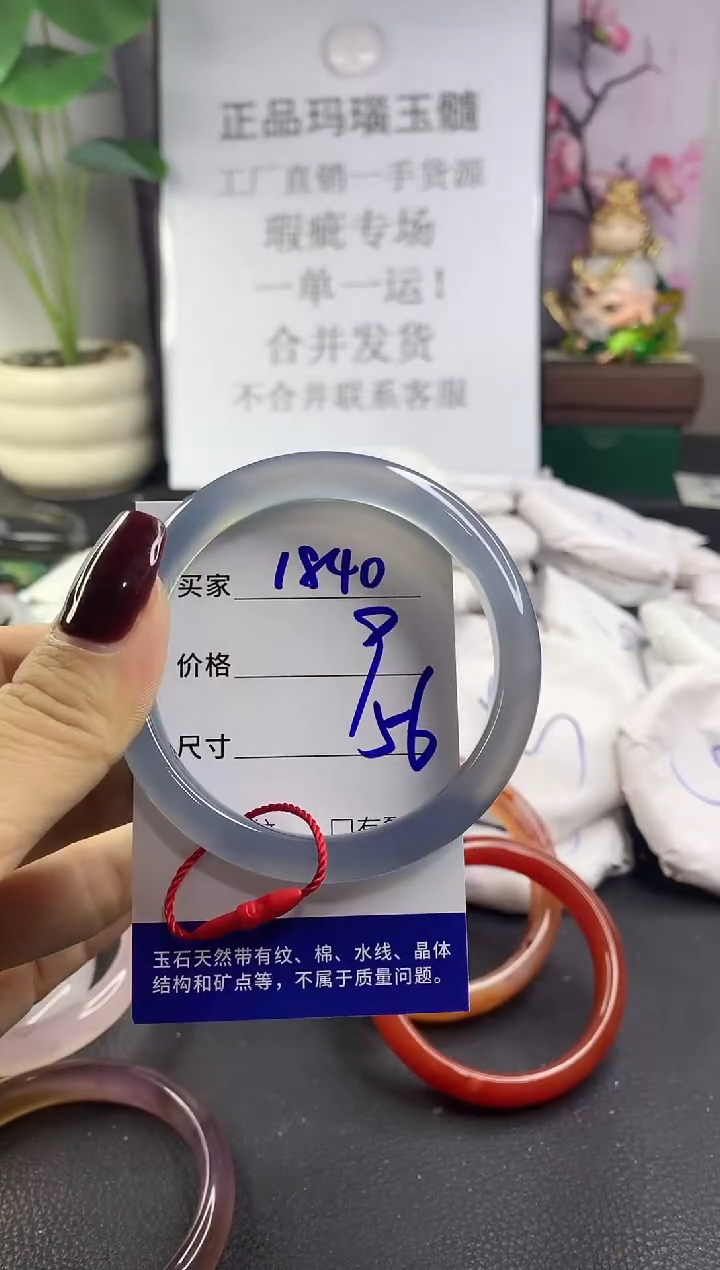 正品玛瑙玉髓
工厂直销一手货源
瑕疵专场
一单一运！
合并发货
不合并联系客服
买家 1840
价格
尺寸 56
口有
玉石天然带有纹、棉、水线、晶体
结构和矿点等，不属于质量问题。